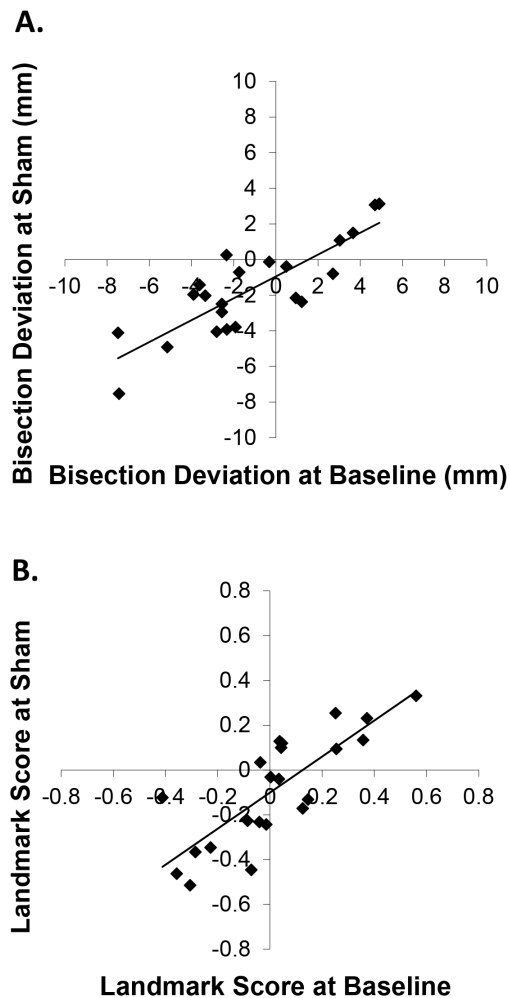 A.
Bisection Deviation at Sham (mm)
10
8
6
4
2
0
-10 -8 -6 -4 -2 0 2 4 6 8 10
-2
-4
-6
-8
-10
Bisection Deviation at Baseline (mm)
B.
Landmark Score at Sham
0.8
0.6
0.4
0.2
0
-0.8 -0.6 -0.4 -0.2 0 0.2 0.4 0.6 0.8
-0.2
-0.4
-0.6
-0.8
Landmark Score at Baseline